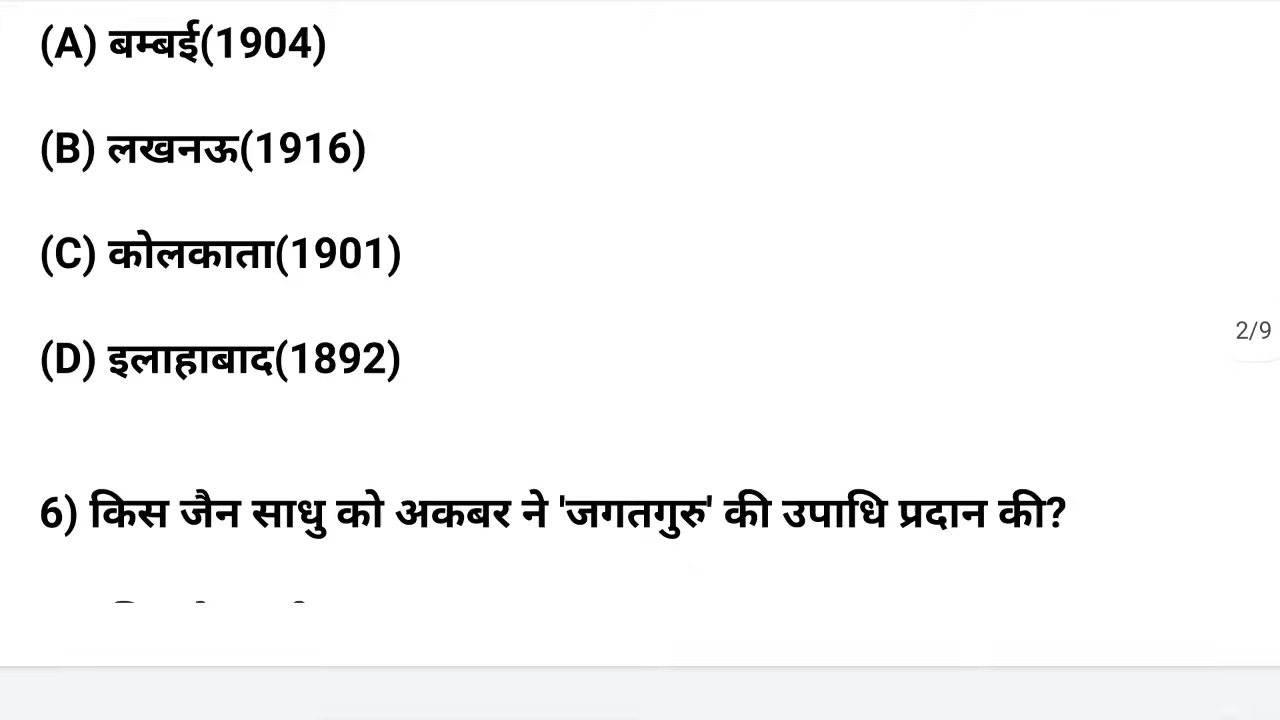 (A) बम्बई(1904)
(B) लखनऊ(1916)
(C) कोलकाता(1901)
(D) इलाहाबाद(1892)
2/9
6) किस जैन साधु को अकबर ने 'जगतगुरु' की उपाधि प्रदान की?